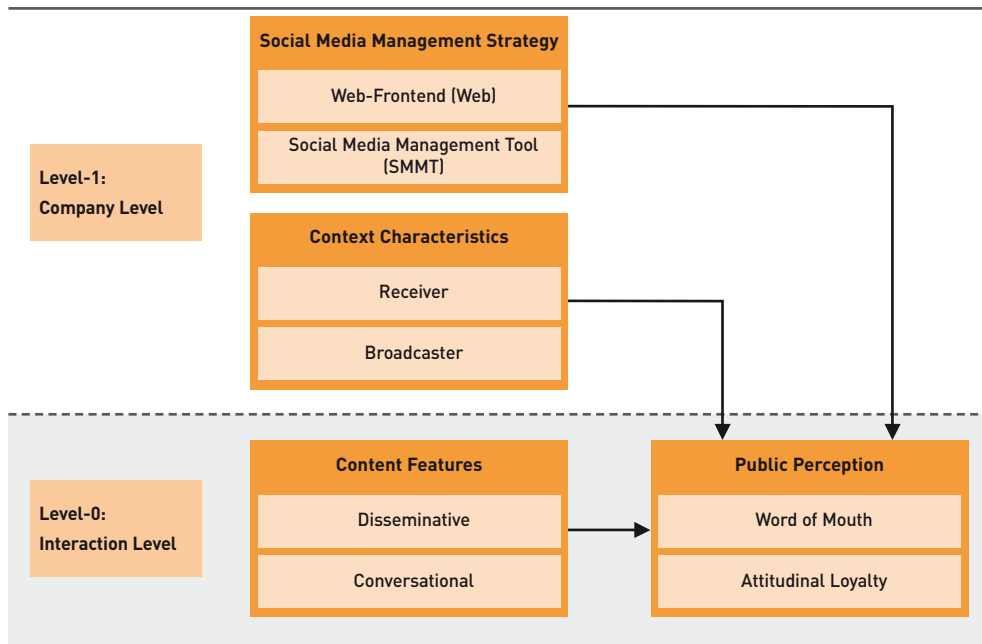 Social Media Management Strategy
Web-Frontend (Web)
Social Media Management Tool
(SMMT)
Level-1:
Company Level
Context Characteristics
Receiver
Broadcaster
Level-0:
Interaction Level
Content Features
Disseminative
Conversational
Public Perception
Word of Mouth
Attitudinal Loyalty